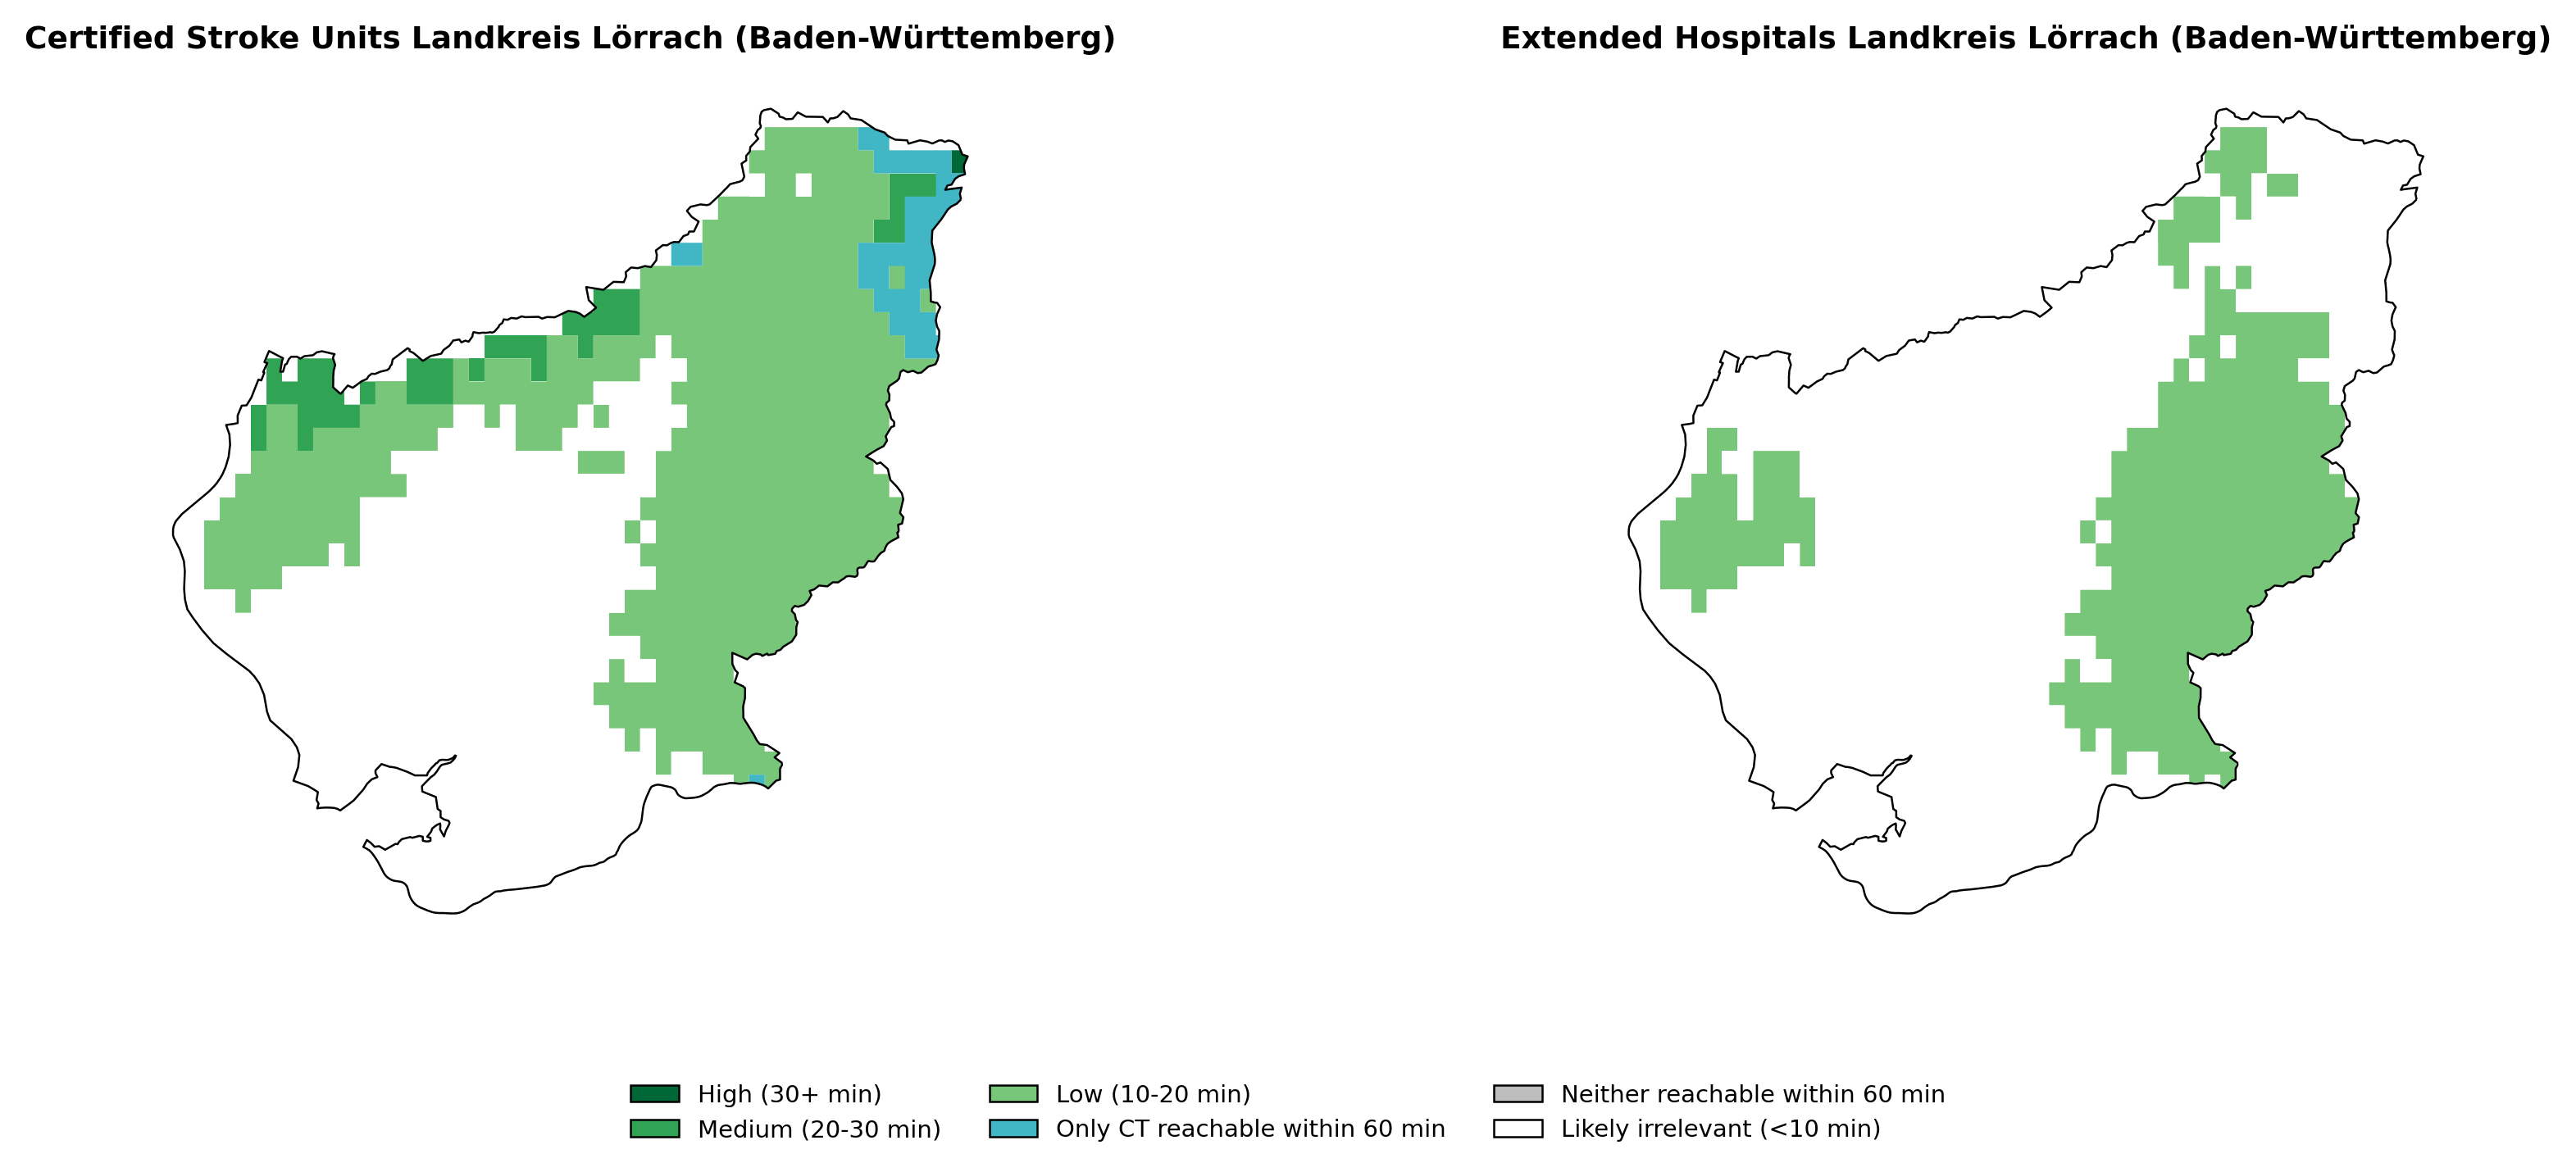 Certified Stroke Units Landkreis Lörrach (Baden-Württemberg)
Extended Hospitals Landkreis Lörrach (Baden-Württemberg)
High (30+ min)
Medium (20-30 min)
Low (10-20 min)
Only CT reachable within 60 min
Neither reachable within 60 min
Likely irrelevant (<10 min)